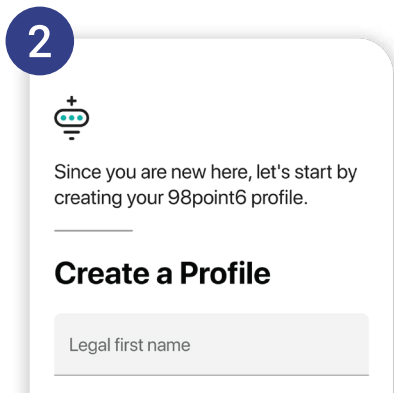 2
Since you are new here, let's start by
creating your 98point6 profile.
Create a Profile
Legal first name